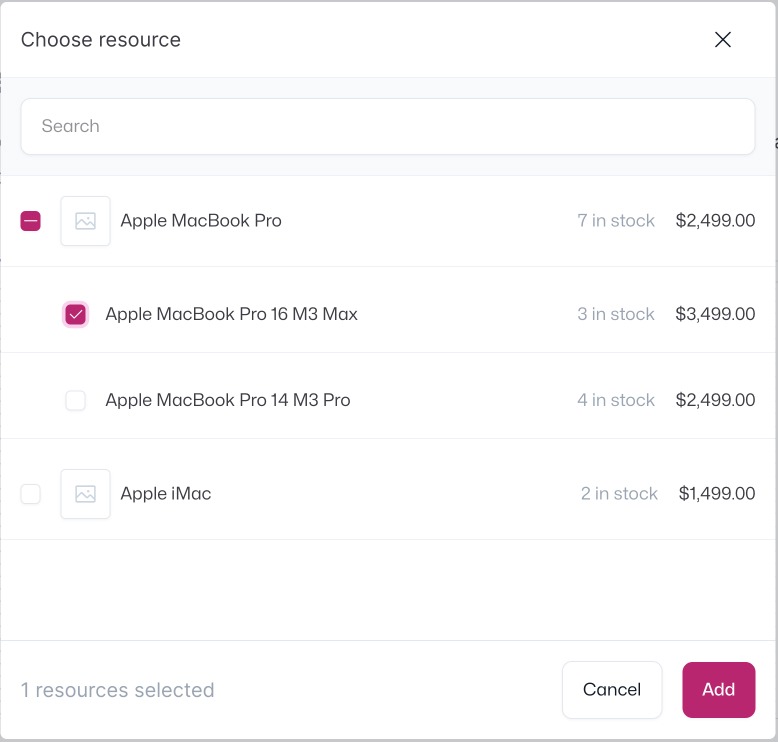 Choose resource
Search
Apple MacBook Pro 7 in stock $2,499.00
Apple MacBook Pro 16 M3 Max 3 in stock $3,499.00
Apple MacBook Pro 14 M3 Pro 4 in stock $2,499.00
Apple iMac 2 in stock $1,499.00
1 resources selected Cancel Add